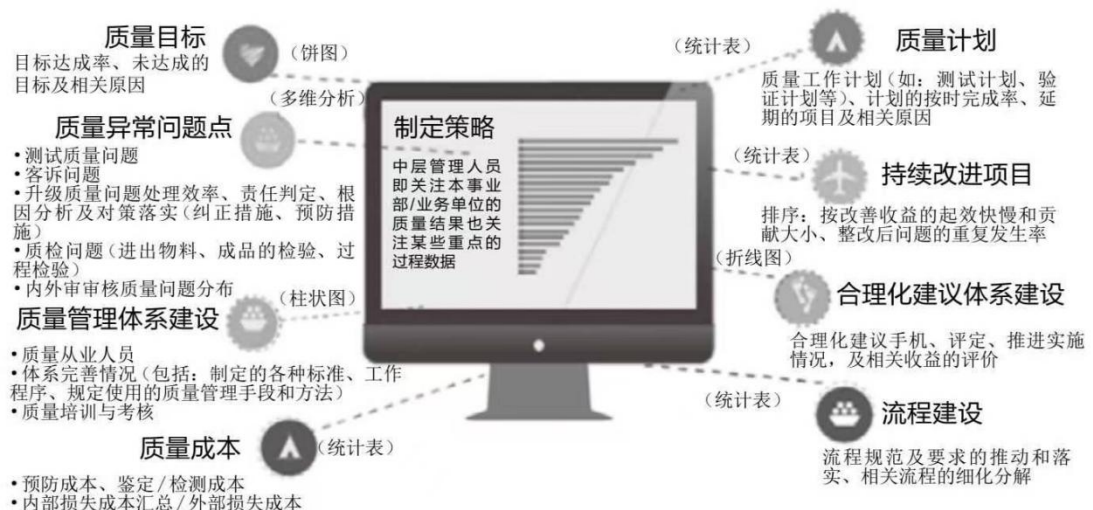 质量目标
（饼图）
目标达成率、未达成的
目标及相关原因
（多维分析）
质量异常问题点
•测试质量问题
•客诉问题
•升级质量问题处理效率、责任判定、根
因分析及对策落实（纠正措施、预防措
施）
•质检问题（进出物料、成品的检验、过
程检验）
•内外审审核质量问题分布
（柱状图）
质量管理体系建设
•质量从业人员
•体系完善情况（包括：制定的各种标准、工作
程序、规定使用的质量管理手段和方法）
•质量培训与考核
质量成本
（统计表）
•预防成本、鉴定/检测成本
•内部损失成本汇总/外部损失成本
制定策略
中层管理人员
即关注本事业
部/业务单位的
质量结果也关
注某些重点的
过程数据
（统计表）
质量计划
质量工作计划（如：测试计划、验
证计划等）、计划的按时完成率、延
期的项目及相关原因
（统计表）
持续改进项目
排序：按改善收益的起效快慢和贡
献大小、整改后问题的重复发生率
（折线图）
合理化建议体系建设
合理化建议手机、评定、推进实施
情况，及相关收益的评价
（统计表）
流程建设
流程规范及要求的推动和落
实、相关流程的细化分解